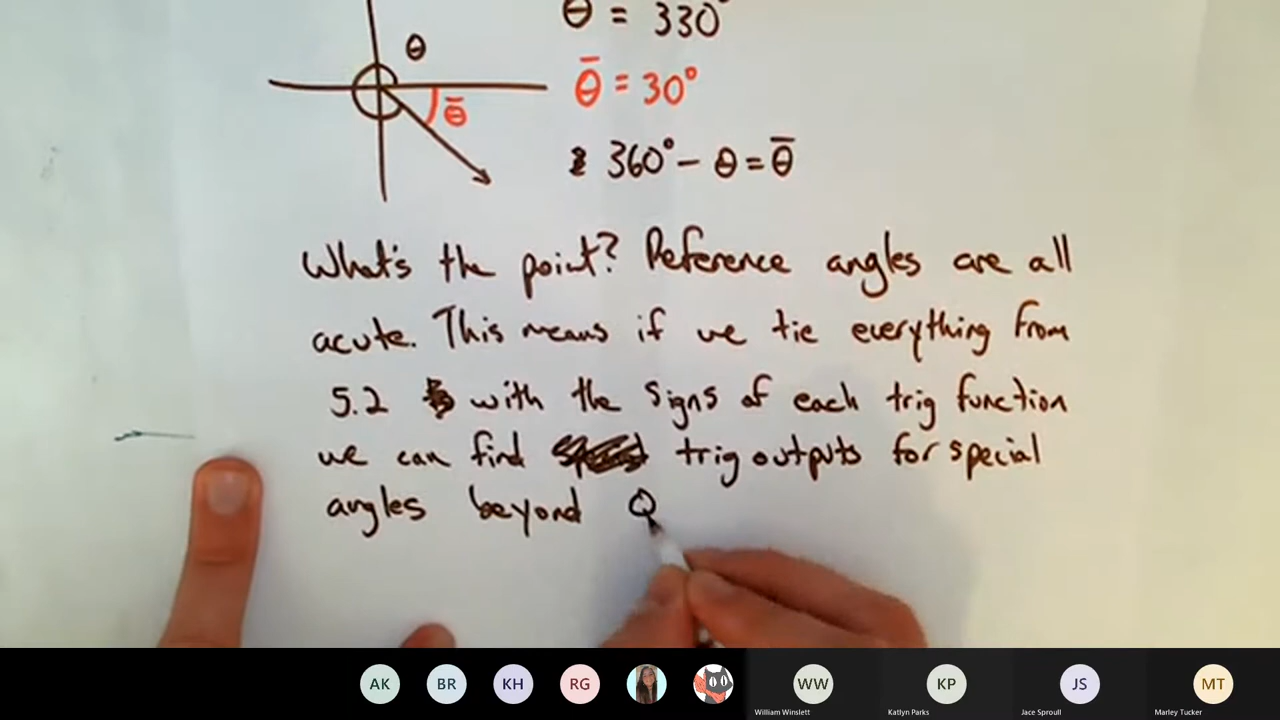 θ
θ = 330°
θ̄
θ̄ = 30°
360° - θ = θ̄
What's the point? Reference angles are all
acute. This means if we tie everything from
5.2 with the signs of each trig function
we can find trig outputs for special
angles beyond Q
AK
BR
KH
RG
WW
William Winslett
KP
Katlyn Parks
JS
Jace Sproull
MT
Marley Tucker